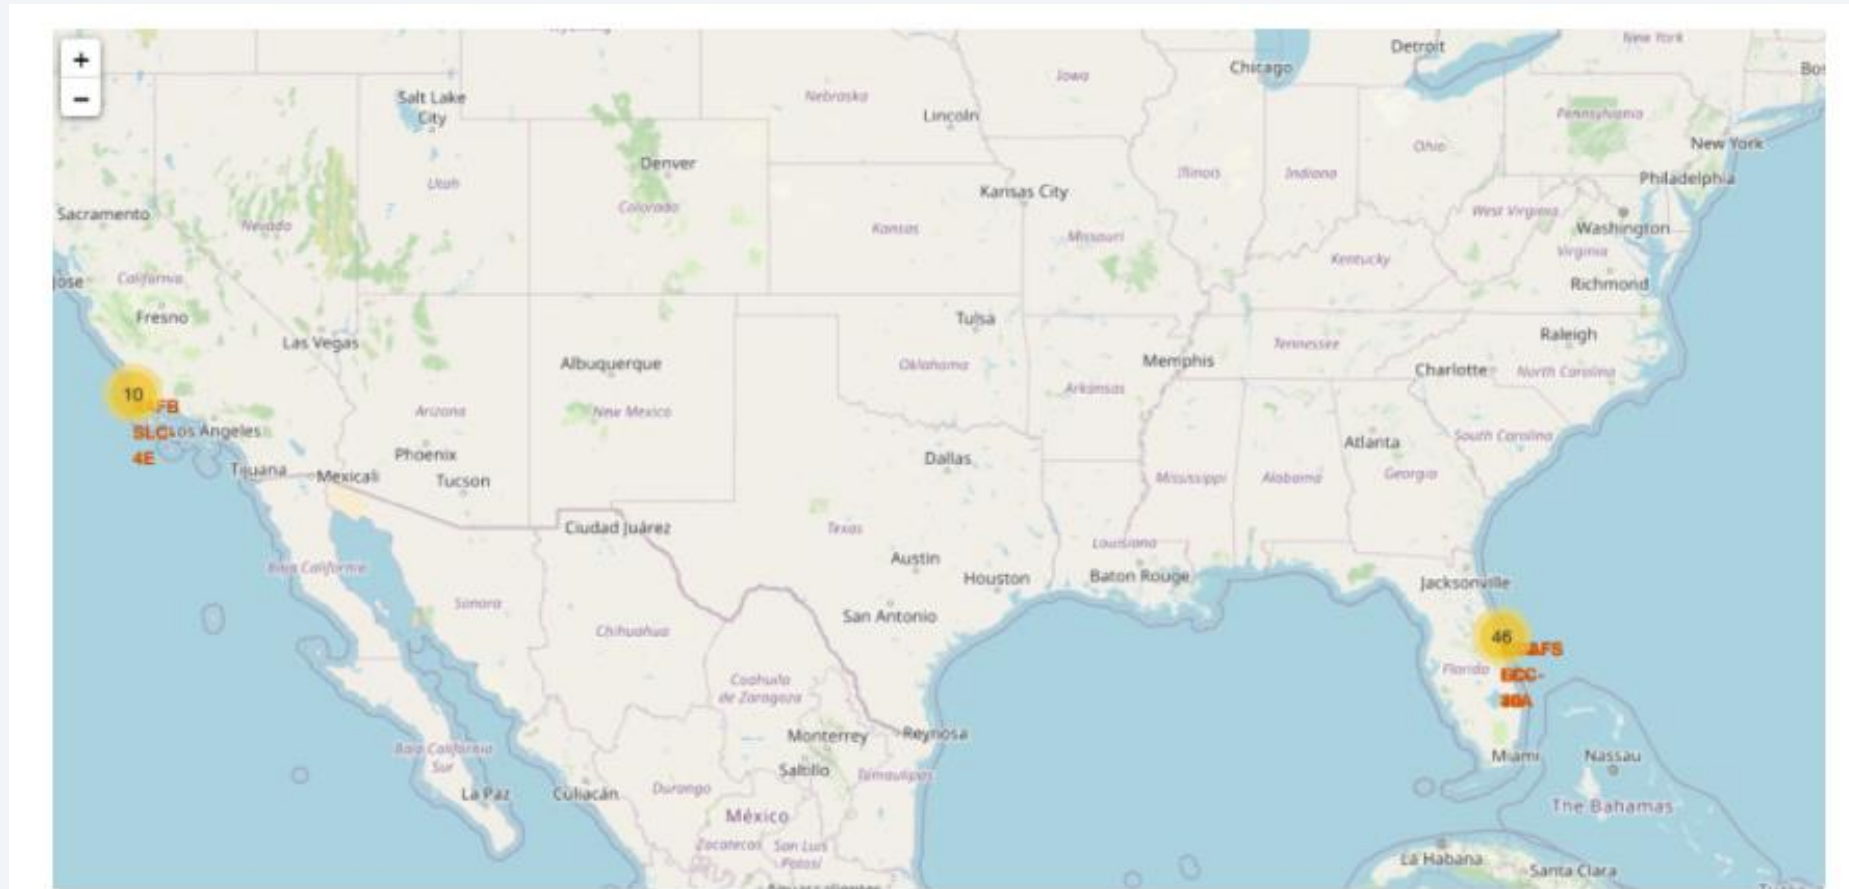 +
−
Wyoming
New York
Detroit
Chicago
Iowa
Salt Lake
City
Nebraska
Lincoln
Pennsylvania
New York
Ohio
Denver
Utah
Illinois
Indiana
Philadelphia
Kansas City
Sacramento
Nevada
Colorado
Kansas
Missouri
West Virginia
Washington
Virginia
Kentucky
Jose
California
Richmond
Fresno
Las Vegas
Tulsa
Raleigh
Tennessee
Albuquerque
Oklahoma
Memphis
Charlotte
North Carolina
Arkansas
10
FB
Arizona
New Mexico
SLC-
Los Angeles
4E
Phoenix
Atlanta
South Carolina
Dallas
Tijuana
Mexicali
Tucson
Mississippi
Alabama
Georgia
Ciudad Juárez
Texas
Louisiana
Austin
Houston
Baton Rouge
Baja California
Jacksonville
Sonora
San Antonio
Chihuahua
46
AFS
Florida
Coahuila
de Zaragoza
Monterrey
Reynosa
Baja California
Sur
Miami
Nassau
Saltillo
Tamaulipas
La Paz
Culiacán
Durango
México
The Bahamas
Zacatecas
San Luis
Potosí
La Habana
Santa Clara
Aguascalientes